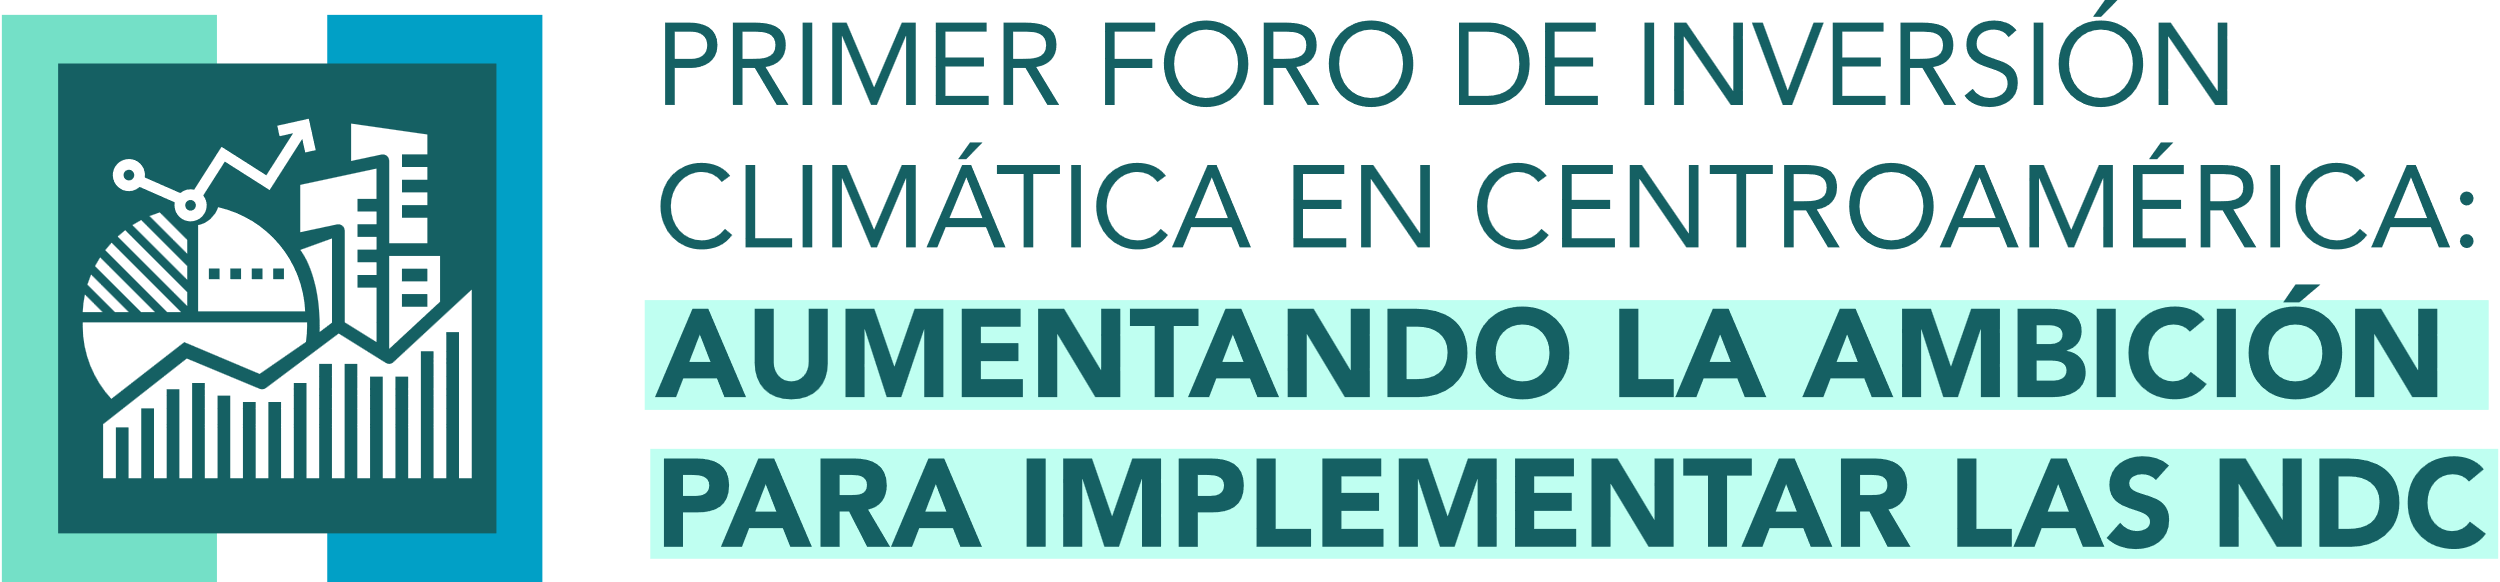 PRIMER FORO DE INVERSIÓN
CLIMÁTICA EN CENTROAMÉRICA:
AUMENTANDO LA AMBICIÓN
PARA IMPLEMENTAR LAS NDC